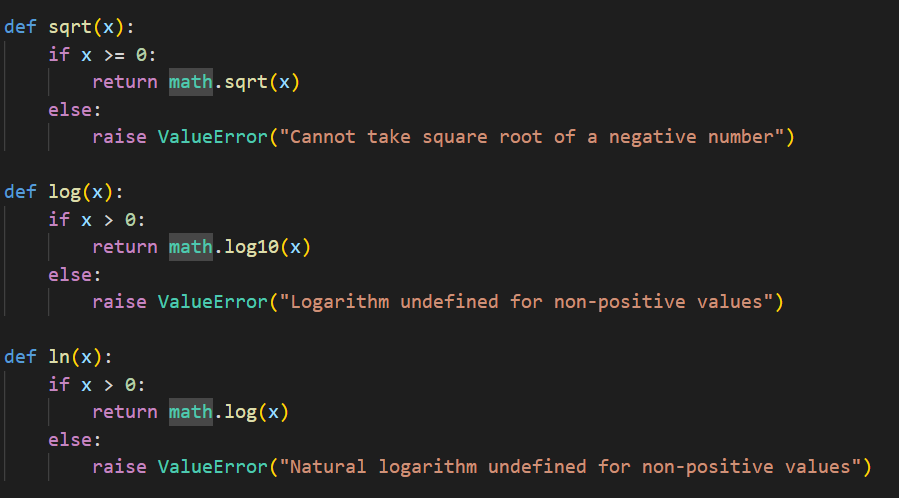 def sqrt(x):
    if x >= 0:
        return math.sqrt(x)
    else:
        raise ValueError("Cannot take square root of a negative number")

def log(x):
    if x > 0:
        return math.log10(x)
    else:
        raise ValueError("Logarithm undefined for non-positive values")

def ln(x):
    if x > 0:
        return math.log(x)
    else:
        raise ValueError("Natural logarithm undefined for non-positive values")